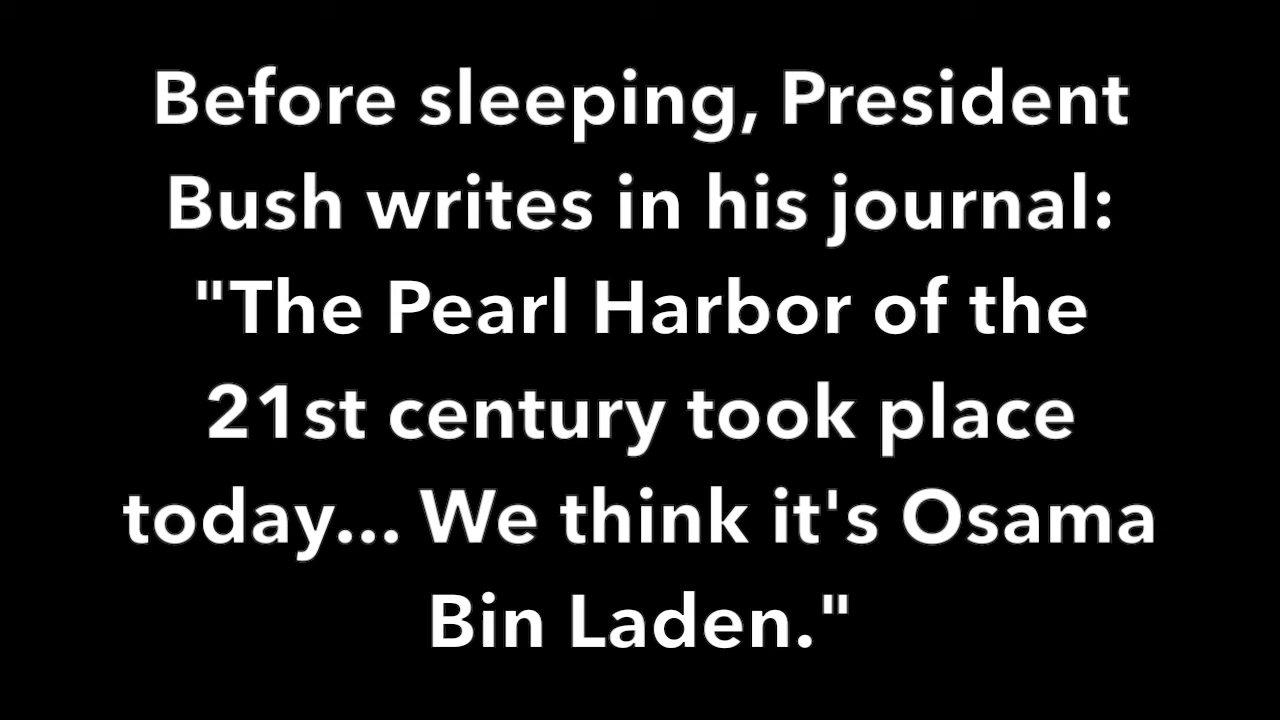 Before sleeping, President
Bush writes in his journal:
"The Pearl Harbor of the
21st century took place
today... We think it's Osama
Bin Laden."